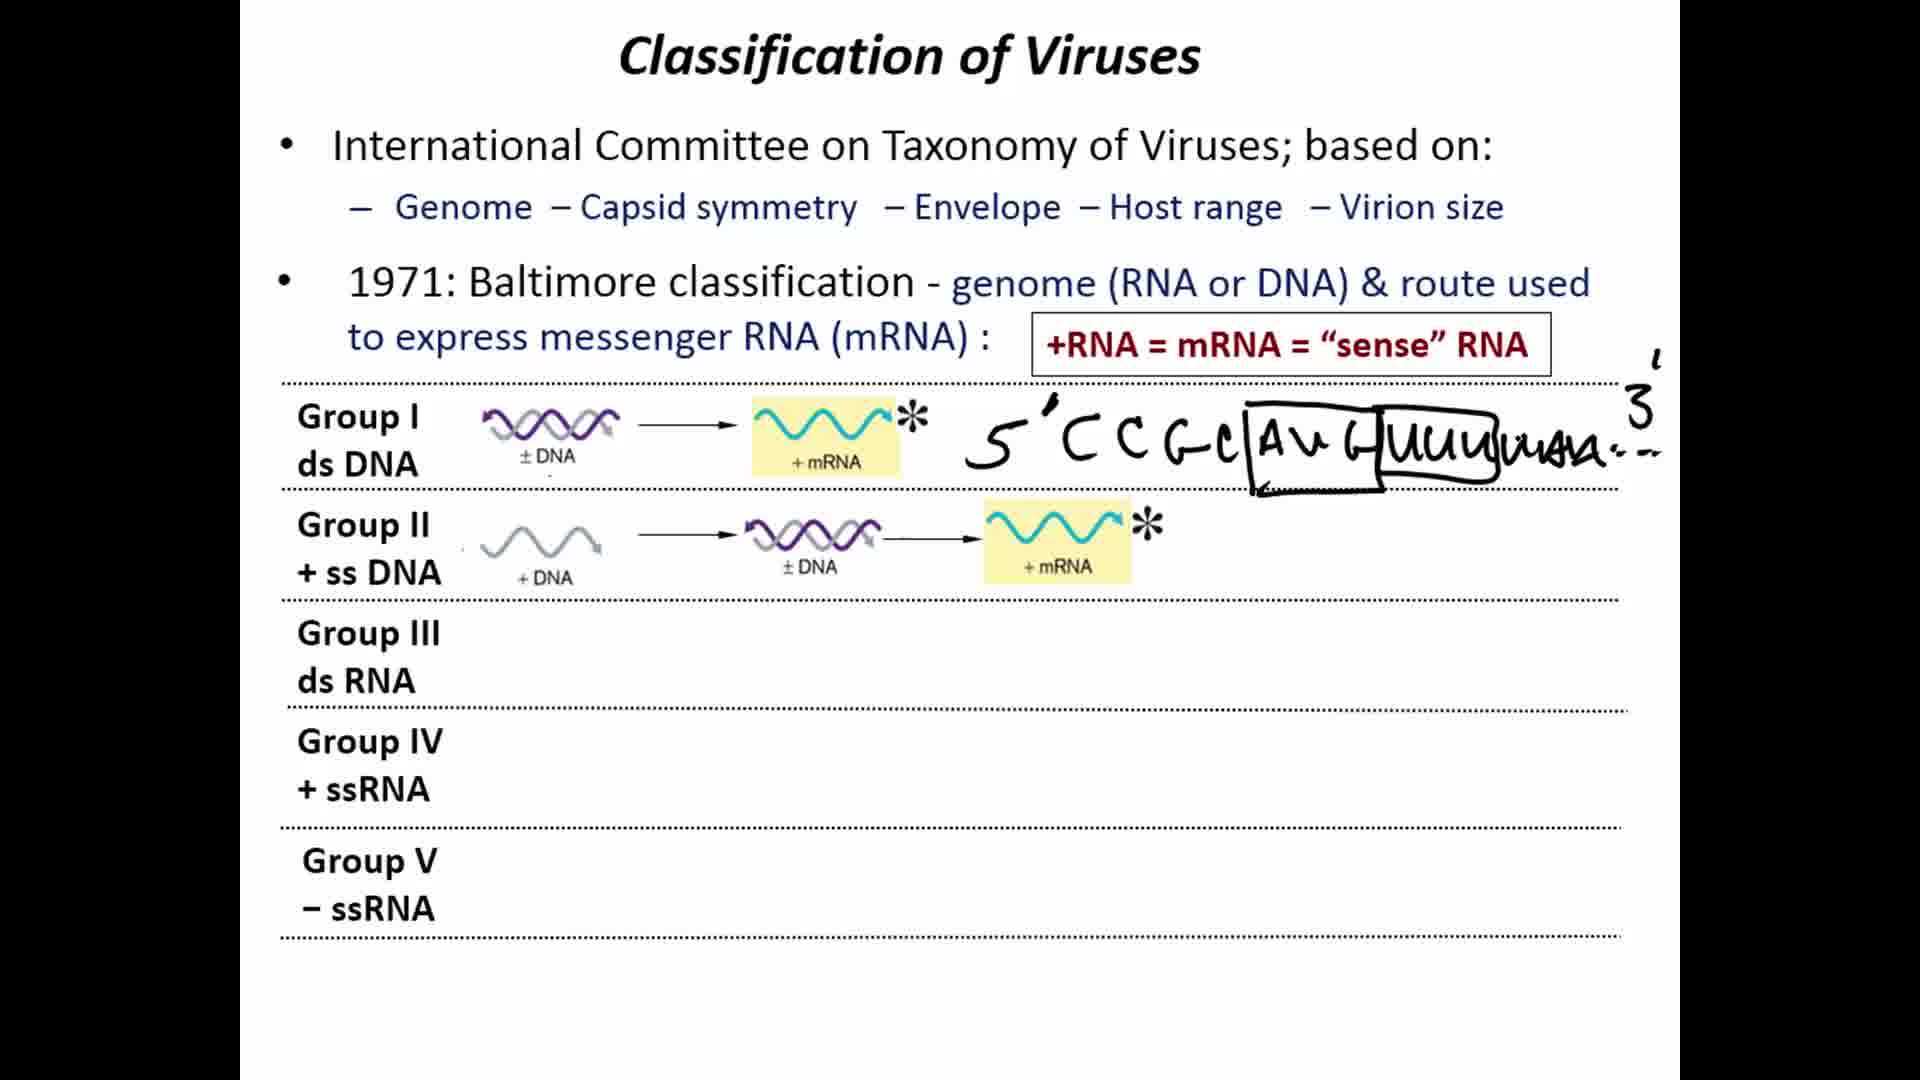 Classification of Viruses
• International Committee on Taxonomy of Viruses; based on:
– Genome – Capsid symmetry – Envelope – Host range – Virion size
• 1971: Baltimore classification - genome (RNA or DNA) & route used
to express messenger RNA (mRNA) :
+RNA = mRNA = “sense” RNA
Group I
ds DNA
± DNA
+ mRNA
*
5' C C G C A U G U U U
3'
Group II
+ ss DNA
+ DNA
± DNA
+ mRNA
*
Group III
ds RNA
Group IV
+ ssRNA
Group V
– ssRNA